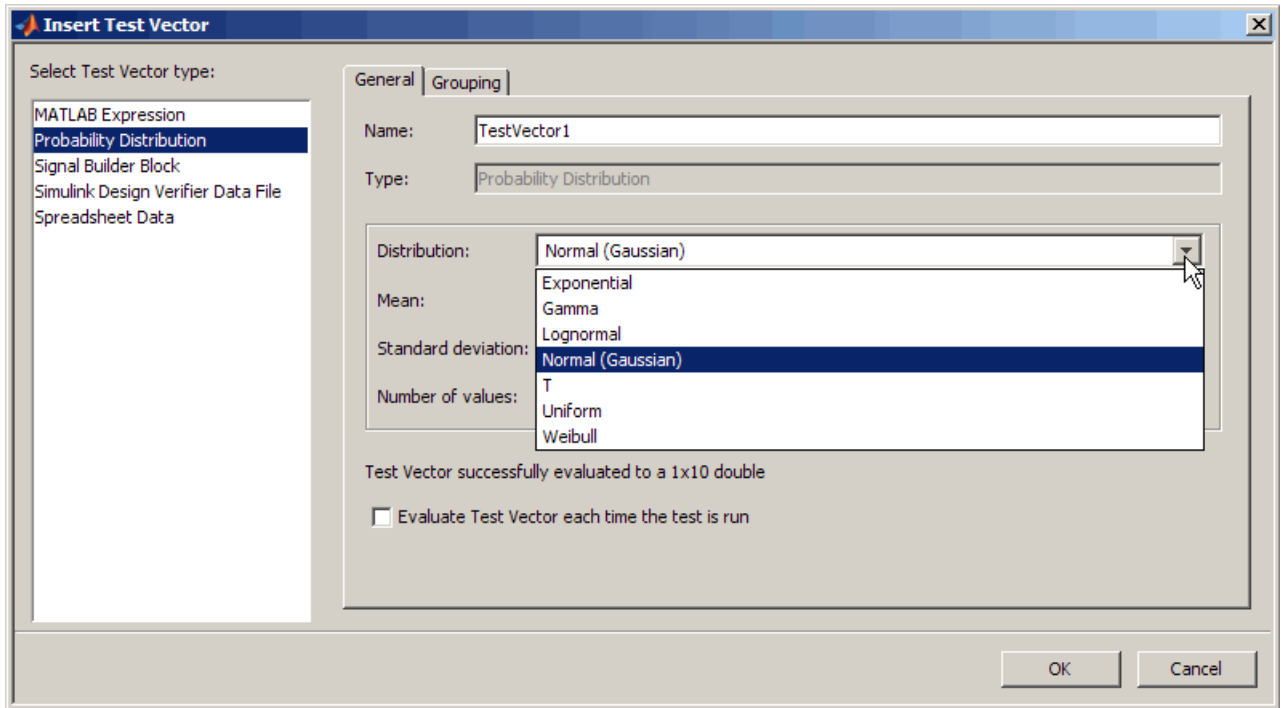 Insert Test Vector
Select Test Vector type:
MATLAB Expression
Probability Distribution
Signal Builder Block
Simulink Design Verifier Data File
Spreadsheet Data
General
Grouping
Name:
TestVector1
Type:
Probability Distribution
Distribution:
Normal (Gaussian)
Mean:
Standard deviation:
Number of values:
Exponential
Gamma
Lognormal
Normal (Gaussian)
T
Uniform
Weibull
Test Vector successfully evaluated to a 1x10 double
Evaluate Test Vector each time the test is run
OK
Cancel